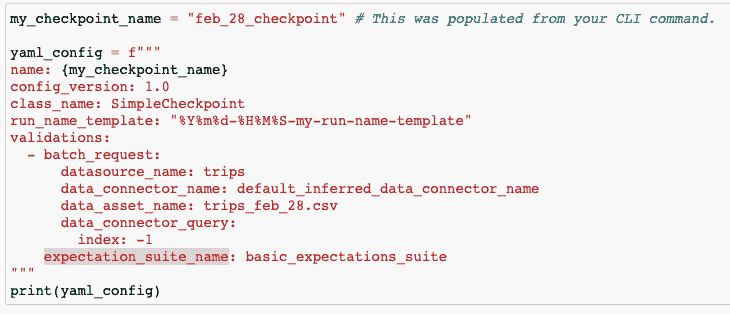 my_checkpoint_name = "feb_28_checkpoint" # This was populated from your CLI command.

yaml_config = f"""
name: {my_checkpoint_name}
config_version: 1.0
class_name: SimpleCheckpoint
run_name_template: "%Y%m%d-%H%M%S-my-run-name-template"
validations:
  - batch_request:
      datasource_name: trips
      data_connector_name: default_inferred_data_connector_name
      data_asset_name: trips_feb_28.csv
      data_connector_query:
        index: -1
    expectation_suite_name: basic_expectations_suite
"""
print(yaml_config)